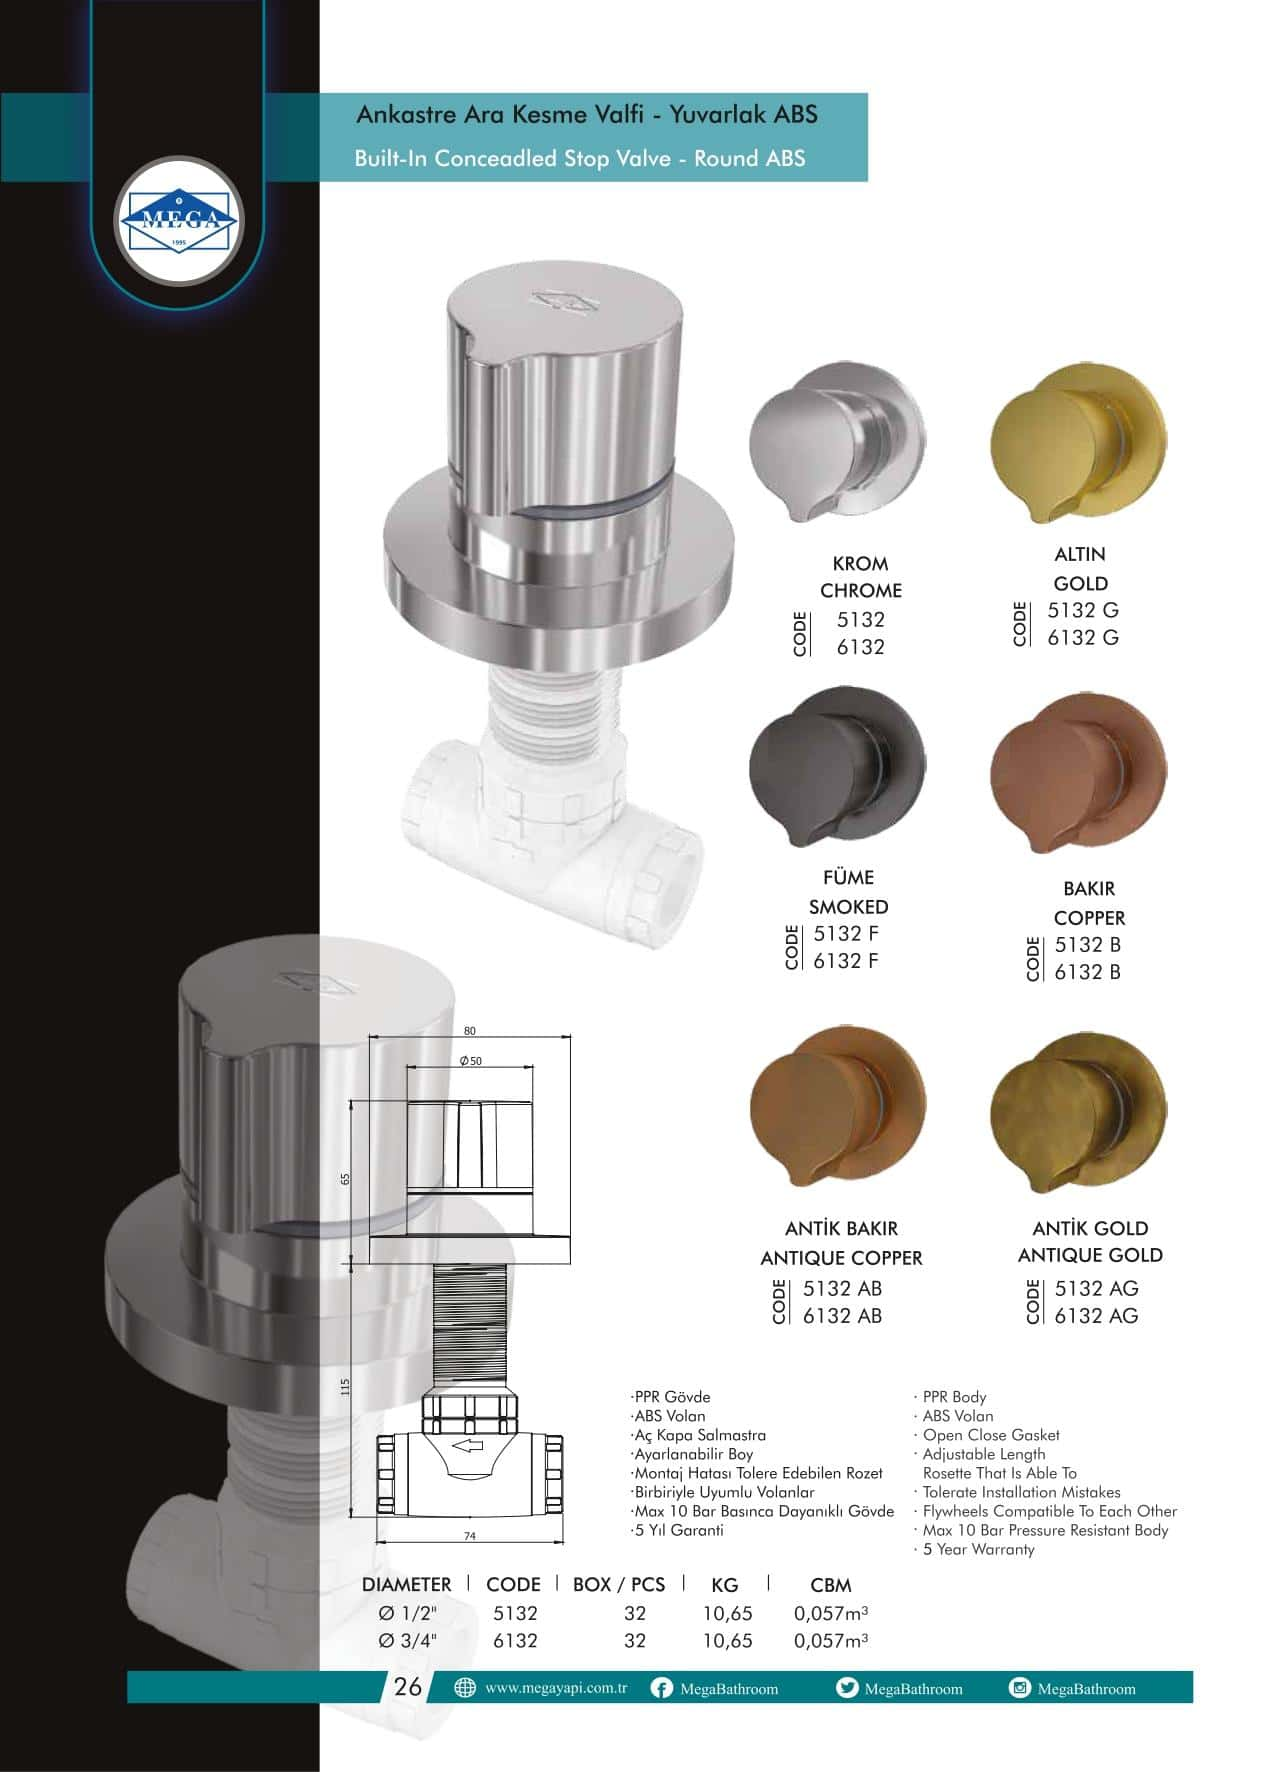 Ankastre Ara Kesme Valfi - Yuvarlak ABS
Built-In Conceadled Stop Valve - Round ABS
MEGA
1995
KROM
CHROME
CODE
5132
6132
ALTIN
GOLD
CODE
5132 G
6132 G
FÜME
SMOKED
CODE
5132 F
6132 F
BAKIR
COPPER
CODE
5132 B
6132 B
80
Ø50
65
115
74
ANTİK BAKIR
ANTIQUE COPPER
CODE
5132 AB
6132 AB
ANTİK GOLD
ANTIQUE GOLD
CODE
5132 AG
6132 AG
·PPR Gövde
·ABS Volan
·Aç Kapa Salmastra
·Ayarlanabilir Boy
·Montaj Hatası Tolere Edebilen Rozet
·Birbiriyle Uyumlu Volanlar
·Max 10 Bar Basınca Dayanıklı Gövde
·5 Yıl Garanti
· PPR Body
· ABS Volan
· Open Close Gasket
· Adjustable Length
Rosette That Is Able To
· Tolerate Installation Mistakes
· Flywheels Compatible To Each Other
· Max 10 Bar Pressure Resistant Body
· 5 Year Warranty
DIAMETER | CODE | BOX / PCS | KG | CBM
Ø 1/2" 5132 32 10,65 0,057m³
Ø 3/4" 6132 32 10,65 0,057m³
26 www.megayapi.com.tr MegaBathroom MegaBathroom MegaBathroom